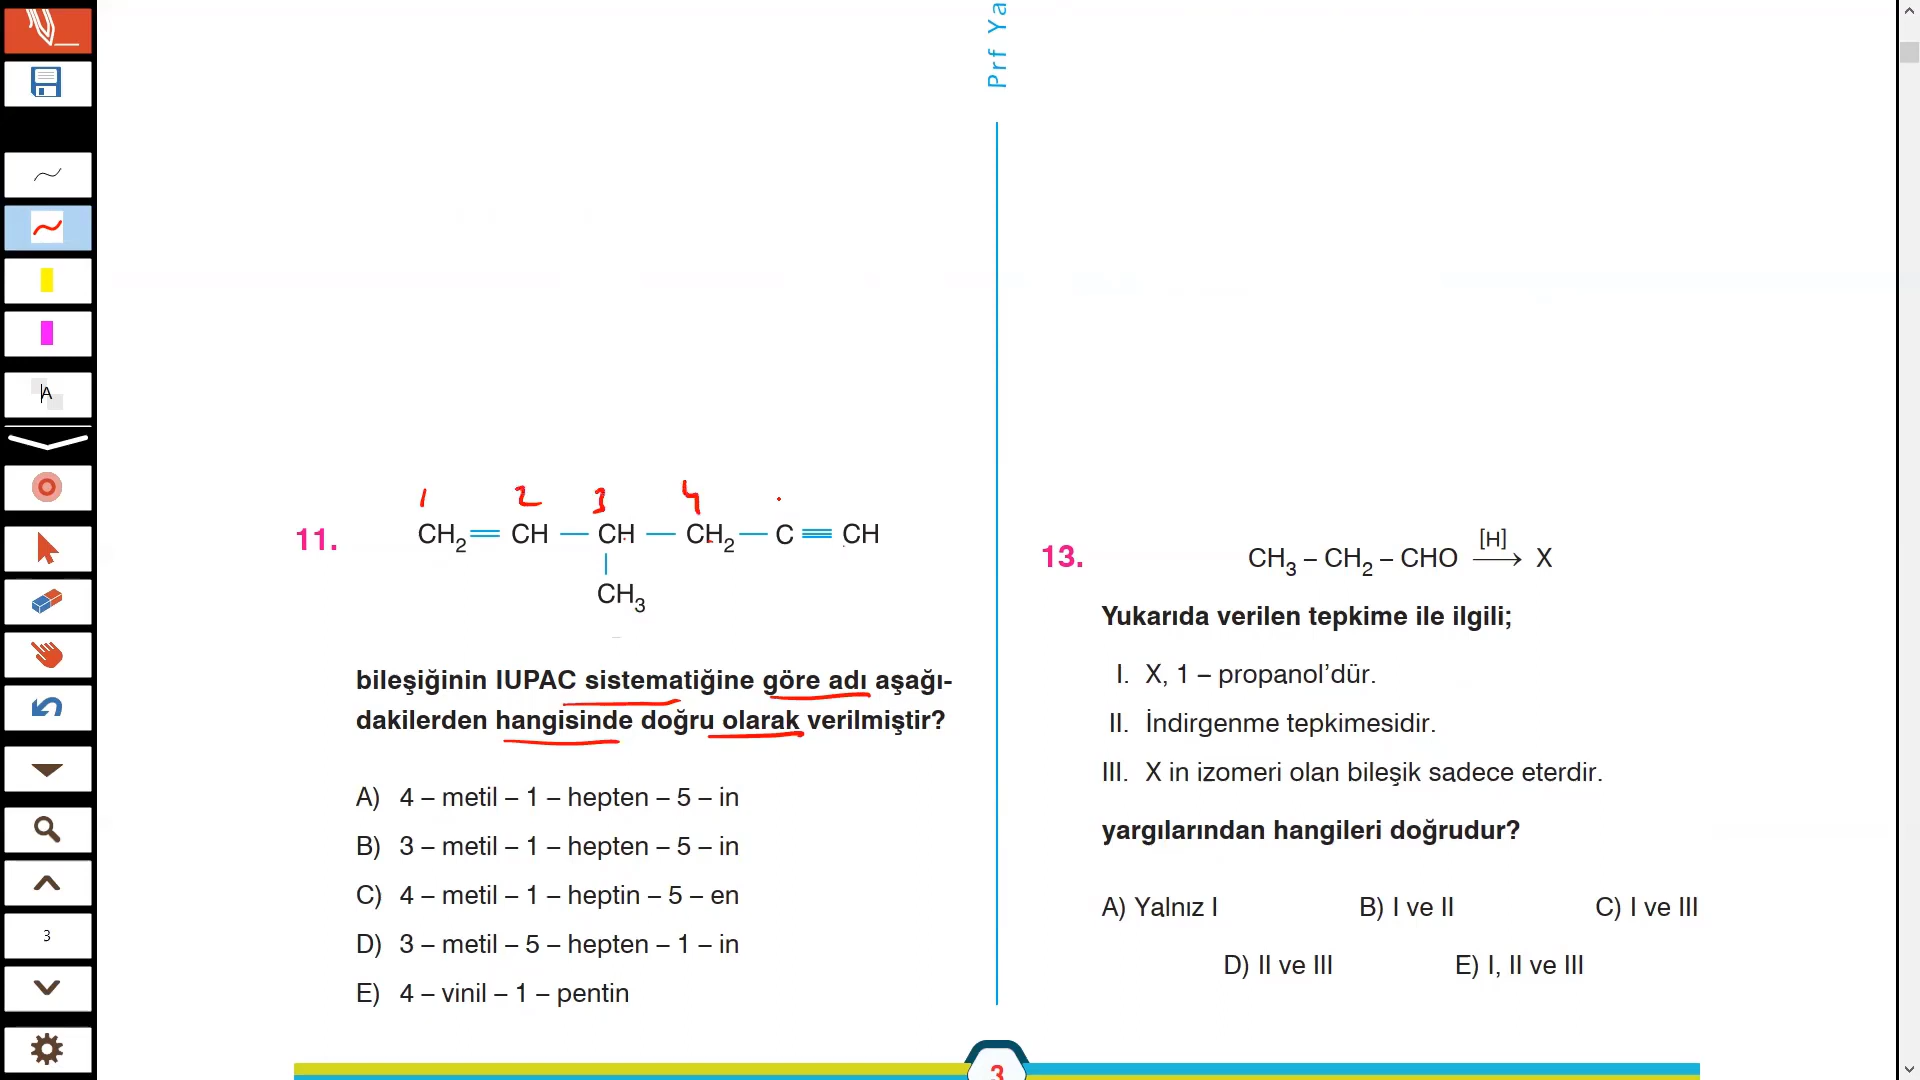 Prf Ya
A
3
1 2 3 4
11.
CH2 = CH — CH — CH2 — C ≡ CH
CH3
bileşiğinin IUPAC sistematiğine göre adı aşağı-
dakilerden hangisinde doğru olarak verilmiştir?
A) 4 – metil – 1 – hepten – 5 – in
B) 3 – metil – 1 – hepten – 5 – in
C) 4 – metil – 1 – heptin – 5 – en
D) 3 – metil – 5 – hepten – 1 – in
E) 4 – vinil – 1 – pentin
13.
CH3 – CH2 – CHO [H] ⟶ X
Yukarıda verilen tepkime ile ilgili;
I. X, 1 – propanol’dür.
II. İndirgenme tepkimesidir.
III. X in izomeri olan bileşik sadece eterdir.
yargılarından hangileri doğrudur?
A) Yalnız I B) I ve II C) I ve III
D) II ve III E) I, II ve III
3